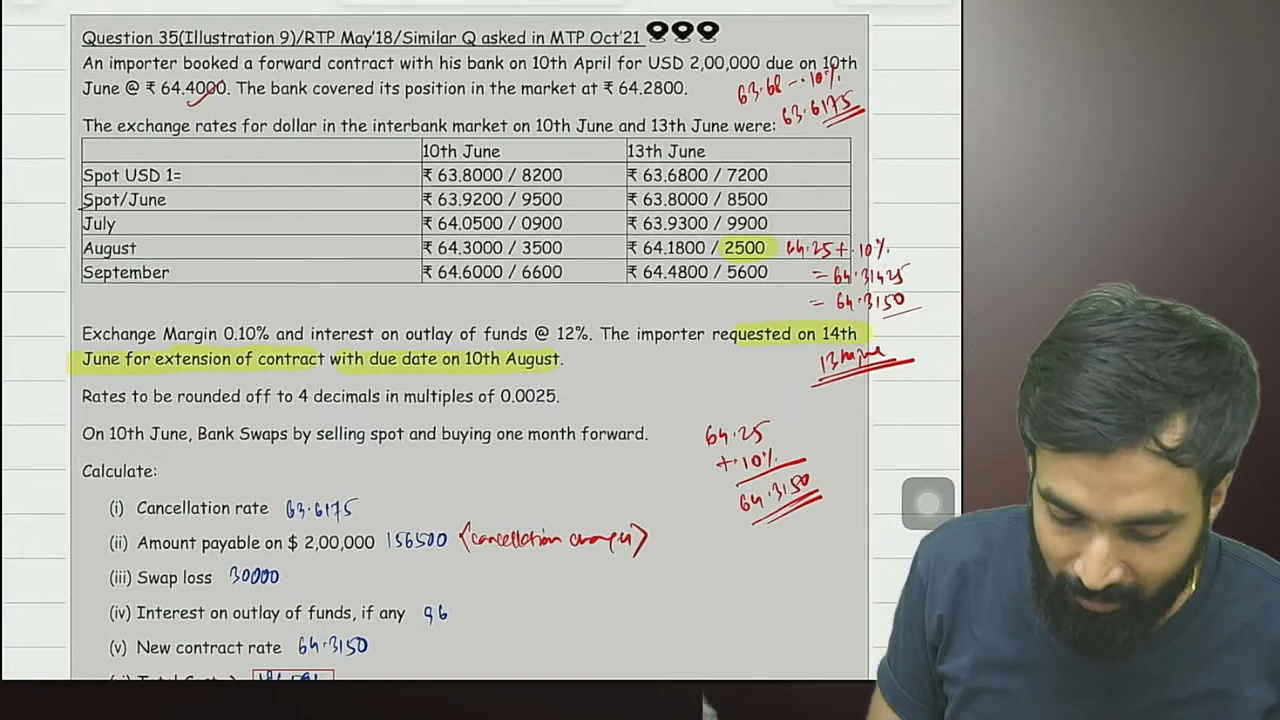 Question 35(Illustration 9)/RTP May'18/Similar Q asked in MTP Oct'21
An importer booked a forward contract with his bank on 10th April for USD 2,00,000 due on 10th
June @ ₹ 64.4000. The bank covered its position in the market at ₹ 64.2800.
63.68 - .10%
63.6175
The exchange rates for dollar in the interbank market on 10th June and 13th June were:
10th June 13th June
Spot USD 1= ₹ 63.8000 / 8200 ₹ 63.6800 / 7200
Spot/June ₹ 63.9200 / 9500 ₹ 63.8000 / 8500
July ₹ 64.0500 / 0900 ₹ 63.9300 / 9900
August ₹ 64.3000 / 3500 ₹ 64.1800 / 2500 64.25 + .10%
= 64.31425
September ₹ 64.6000 / 6600 ₹ 64.4800 / 5600
= 64.3150
Exchange Margin 0.10% and interest on outlay of funds @ 12%. The importer requested on 14th
June for extension of contract with due date on 10th August.
13 June
Rates to be rounded off to 4 decimals in multiples of 0.0025.
On 10th June, Bank Swaps by selling spot and buying one month forward.
64.25
+.10%
64.3150
Calculate:
(i) Cancellation rate 63.6175
(ii) Amount payable on $ 2,00,000 156500 (cancellation charges)
(iii) Swap loss 30000
(iv) Interest on outlay of funds, if any 96
(v) New contract rate 64.3150